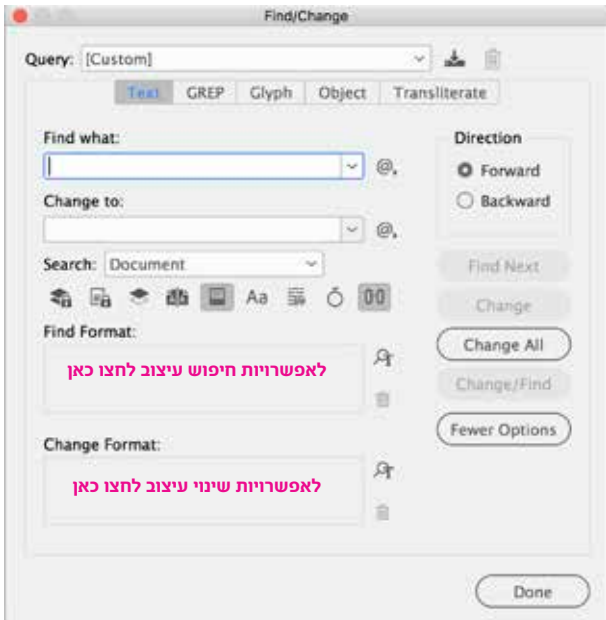 Find/Change
Query: [Custom]
Text GREP Glyph Object Transliterate
Find what:
Direction
Forward
@,
Change to:
Backward
@,
Search: Document
Find Next
Aa
Change
Find Format:
Change All
לאפשרויות חיפוש עיצוב לחצו כאן
Change/Find
Fewer Options
Change Format:
לאפשרויות שינוי עיצוב לחצו כאן
Done